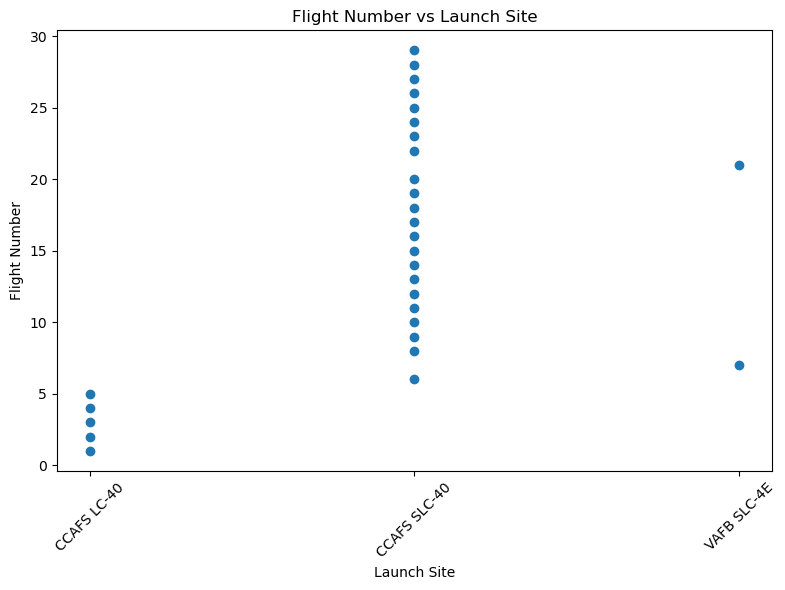 Flight Number vs Launch Site
Flight Number
30
25
20
15
10
5
0
CCAFS LC-40
CCAFS SLC-40
VAFB SLC-4E
Launch Site